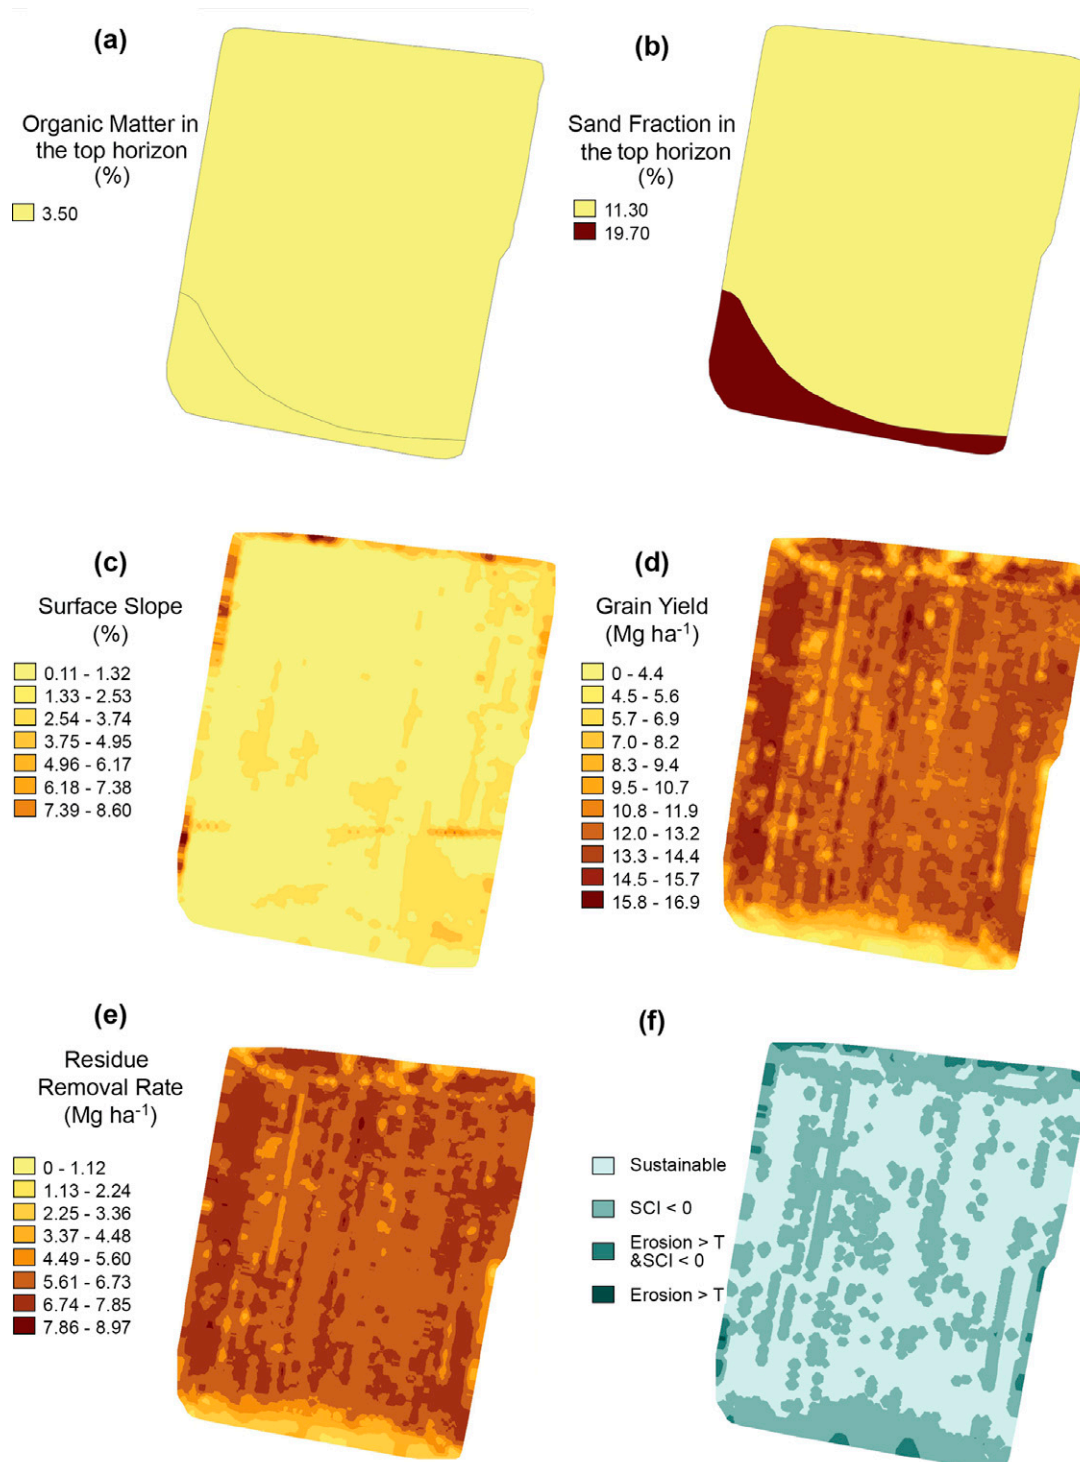 (a)
Organic Matter in
the top horizon
(%)
3.50
(b)
Sand Fraction in
the top horizon
(%)
11.30
19.70
(c)
Surface Slope
(%)
0.11 - 1.32
1.33 - 2.53
2.54 - 3.74
3.75 - 4.95
4.96 - 6.17
6.18 - 7.38
7.39 - 8.60
(d)
Grain Yield
(Mg ha⁻¹)
0 - 4.4
4.5 - 5.6
5.7 - 6.9
7.0 - 8.2
8.3 - 9.4
9.5 - 10.7
10.8 - 11.9
12.0 - 13.2
13.3 - 14.4
14.5 - 15.7
15.8 - 16.9
(e)
Residue
Removal Rate
(Mg ha⁻¹)
0 - 1.12
1.13 - 2.24
2.25 - 3.36
3.37 - 4.48
4.49 - 5.60
5.61 - 6.73
6.74 - 7.85
7.86 - 8.97
(f)
Sustainable
SCI < 0
Erosion > T
&SCI < 0
Erosion > T